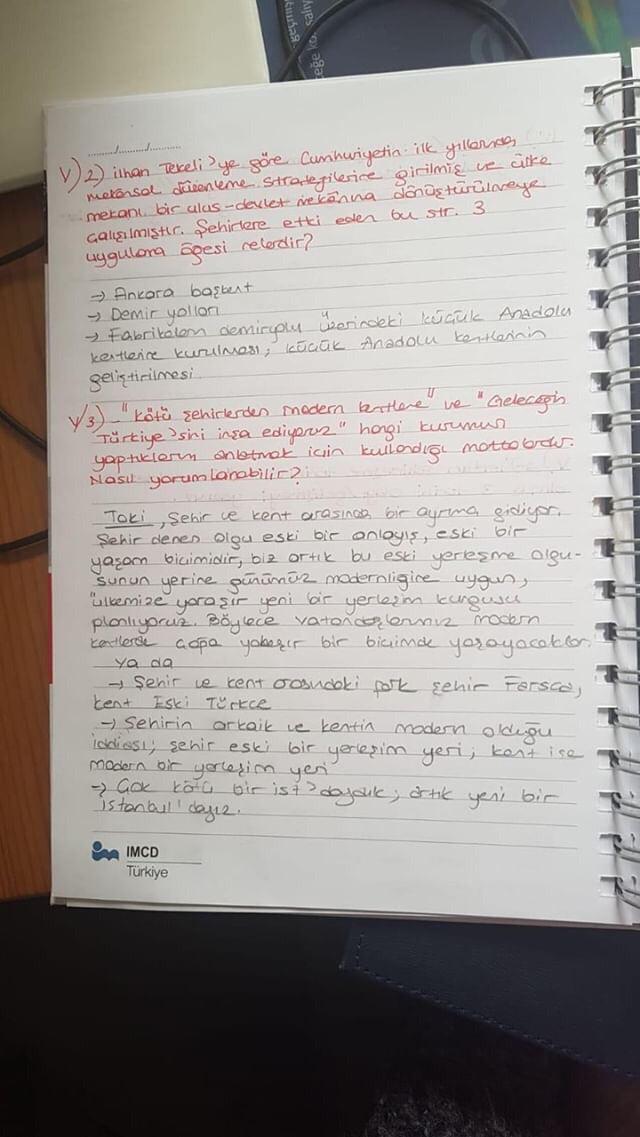 ...../...../.....
V) 2) ilhan Tekeli'ye göre Cumhuriyetin ilk yıllarında,
mekansal düzenleme stratejilerine girilmiş ve ülke
mekanı bir ulus-devlet mekânına dönüştürülmeye
çalışılmıştır. Şehirlere etki eden bu str. 3
uygulama ögesi nelerdir?
→ Ankara başkent
→ Demir yolları
→ Fabrikaların demiryolu üzerindeki küçük Anadolu
kentlerine kurulması, küçük Anadolu kentlerinin
geliştirilmesi
V 3) "Kötü şehirlerden modern kentlere" ve "Geleceğin
Türkiye'sini inşa ediyoruz" hangi kurumun
yaptıklarını anlatmak için kullandığı mottolardır.
Nasıl yorumlanabilir?
Toki, Şehir ve kent arasında bir ayrıma gidiyor.
Şehir denen olgu eski bir anlayış, eski bir
yaşam biçimidir, biz artık bu eski yerleşme olgu-
sunun yerine günümüz modernliğine uygun,
ülkemize yaraşır yeni bir yerleşim kurgusu
planlıyoruz. Böylece vatandaşlarımız modern
kentlerde çağa yakışır bir biçimde yaşayacaklar.
ya da
→ Şehir ve kent arasındaki fark şehir Farsça,
kent Eski Türkçe
→ Şehirin arkaik ve kentin modern olduğu
iddiası; şehir eski bir yerleşim yeri, kent ise
modern bir yerleşim yeri
→ Çok kötü bir ist'daydık, artık yeni bir
İstanbul'dayız.
IMCD
Türkiye